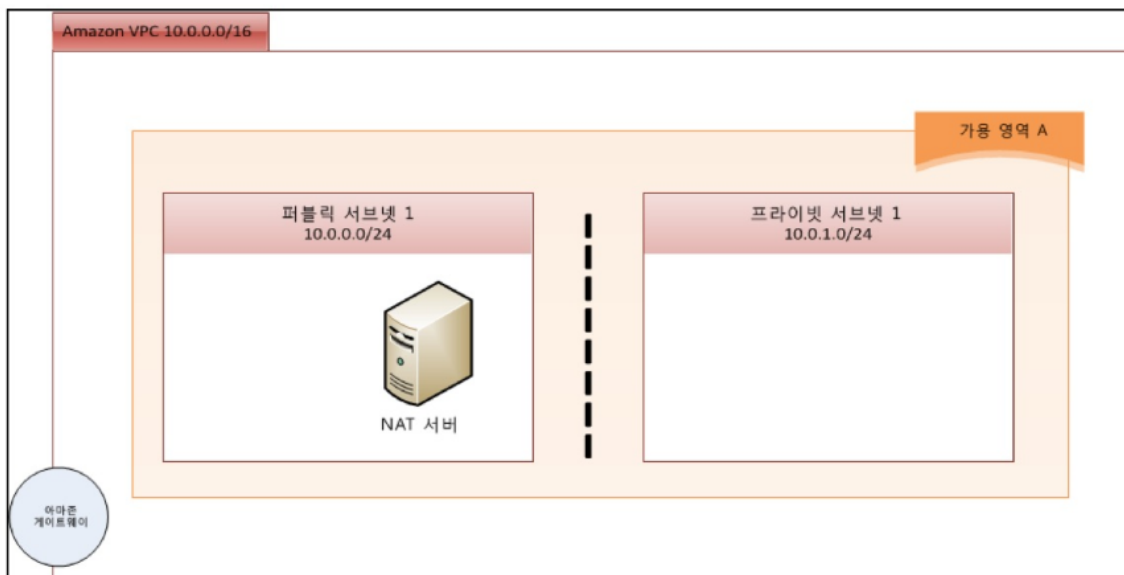 Amazon VPC 10.0.0.0/16
가용 영역 A
퍼블릭 서브넷 1
10.0.0.0/24
프라이빗 서브넷 1
10.0.1.0/24
NAT 서버
아마존
게이트웨이